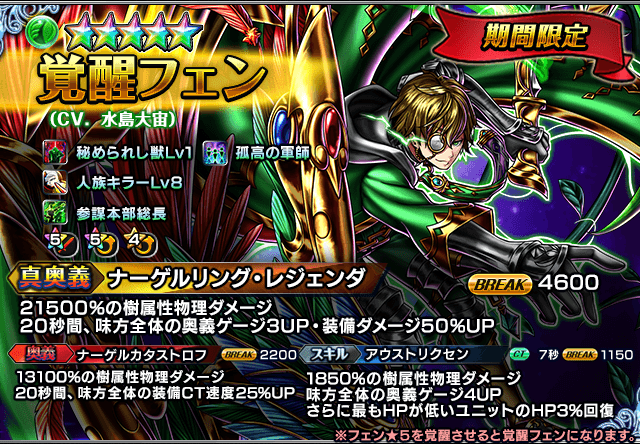 期間限定
覚醒フェン
(CV. 水島大宙)
秘められし獣Lv1 孤高の軍師
人族キラーLv8
参謀本部総長
5 5 4
真奥義 ナーゲルリング・レジェンダ BREAK 4600
21500%の樹属性物理ダメージ
20秒間、味方全体の奥義ゲージ3UP・装備ダメージ50%UP
奥義 ナーゲルカタストロフ BREAK 2200
13100%の樹属性物理ダメージ
20秒間、味方全体の装備CT速度25%UP
スキル アウストリクセン CT 7秒 BREAK 1150
1850%の樹属性物理ダメージ
味方全体の奥義ゲージ4UP
さらに最もHPが低いユニットのHP3%回復
※フェン★5を覚醒させると覚醒フェンになります。